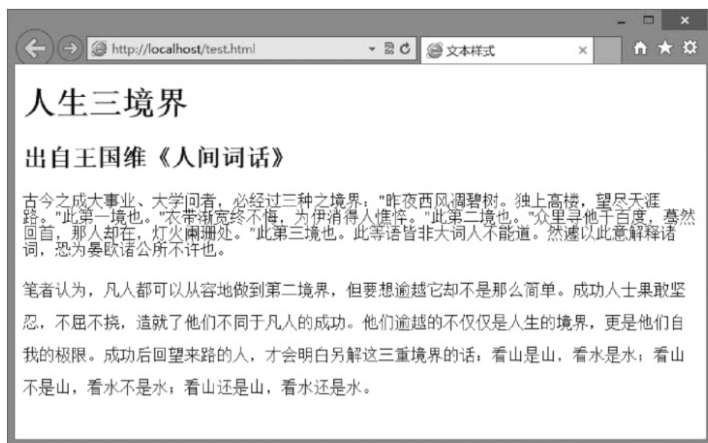 http://localhost/test.html
文本样式
人生三境界
出自王国维《人间词话》
古今之成大事业、大学问者，必经过三种之境界："昨夜西风凋碧树。独上高楼，望尽天涯
路。"此第一境也。"衣带渐宽终不悔，为伊消得人憔悴。"此第二境也。"众里寻他千百度，蓦然
回首，那人却在，灯火阑珊处。"此第三境也。此等语皆非大词人不能道。然遽以此意解释诸
词，恐为晏欧诸公所不许也。
笔者认为，凡人都可以从容地做到第二境界，但要想逾越它却不是那么简单。成功人士果敢坚
忍，不屈不挠，造就了他们不同于凡人的成功。他们逾越的不仅仅是人生的境界，更是他们自
我的极限。成功后回望来路的人，才会明白另解这三重境界的话：看山是山，看水是水；看山
不是山，看水不是水；看山还是山，看水还是水。